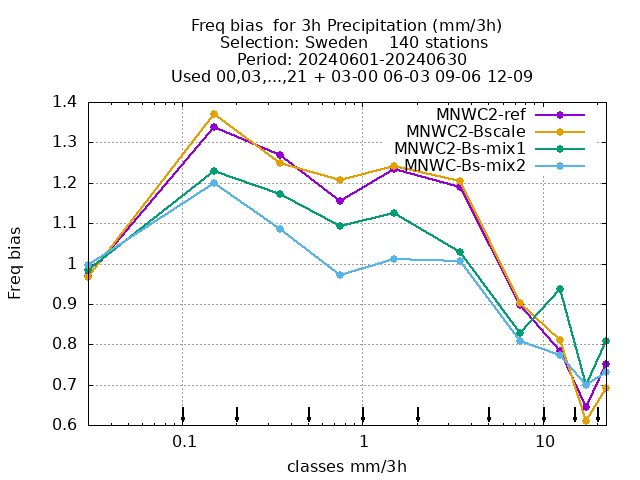 Freq bias  for 3h Precipitation (mm/3h)
Selection: Sweden    140 stations
Period: 20240601-20240630
Used 00,03,...,21 + 03-00 06-03 09-06 12-09
MNWC2-ref
MNWC2-Bscale
MNWC2-Bs-mix1
MNWC-Bs-mix2
1.4
1.3
1.2
1.1
1
0.9
0.8
0.7
0.6
Freq bias
0.1 1 10
classes mm/3h